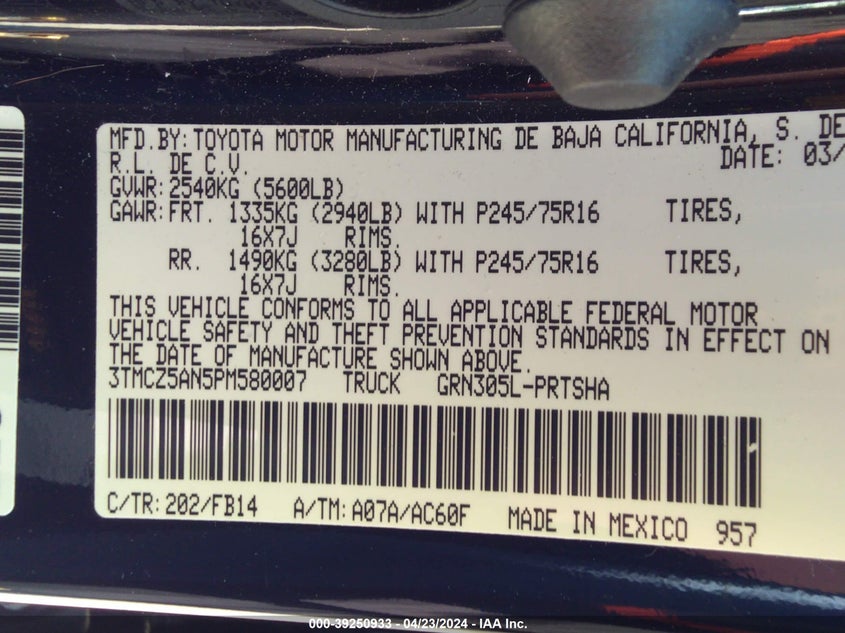 MFD.BY:TOYOTA MOTOR MANUFACTURING DE BAJA CALIFORNIA, S. DE
R.L. DE C.V. DATE: 03/
GVWR:2540KG (5600LB)
GAWR:FRT. 1335KG (2940LB) WITH P245/75R16 TIRES,
16X7J RIMS.
RR. 1490KG (3280LB) WITH P245/75R16 TIRES,
16X7J RIMS.
THIS VEHICLE CONFORMS TO ALL APPLICABLE FEDERAL MOTOR
VEHICLE SAFETY AND THEFT PREVENTION STANDARDS IN EFFECT ON
THE DATE OF MANUFACTURE SHOWN ABOVE.
3TMCZ5AN5PM580007 TRUCK GRN305L-PRTSHA
C/TR:202/FB14 A/TM:A07A/AC60F MADE IN MEXICO 957
000-39250933 - 04/23/2024 - IAA Inc.